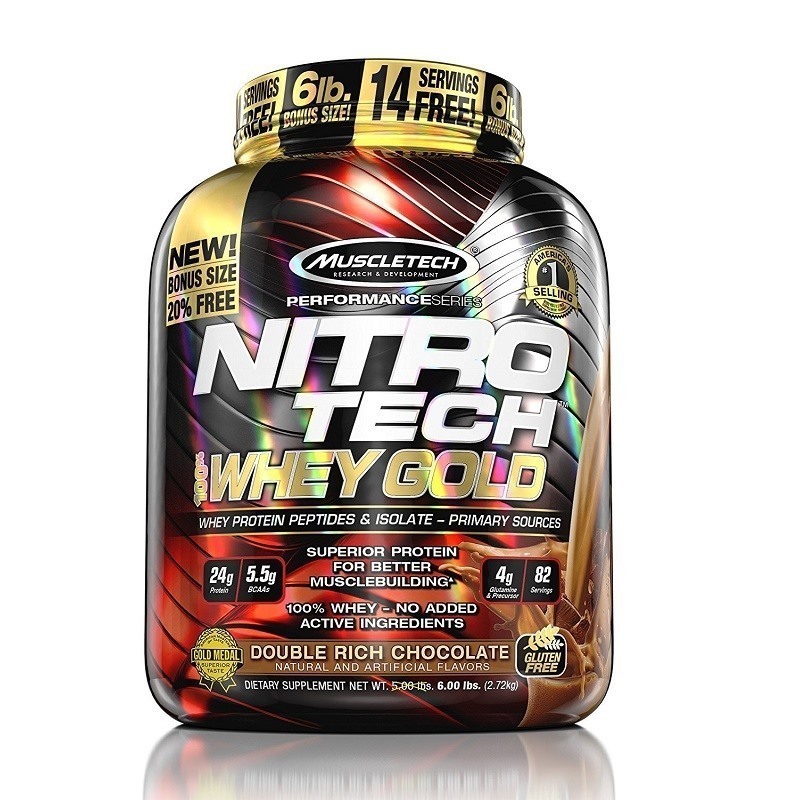 SERVINGS 6lb. 14 SERVINGS 6lb
FREE! BONUS SIZE! FREE! BONUS
NEW!
BONUS SIZE
20% FREE
MUSCLETECH®
RESEARCH & DEVELOPMENT
PERFORMANCESERIES
AMERICA'S
#1
SELLING
NITRO
TECH™
100% WHEY GOLD
WHEY PROTEIN PEPTIDES & ISOLATE – PRIMARY SOURCES
SUPERIOR PROTEIN
FOR BETTER
MUSCLEBUILDING^
24g
Protein
5.5g
BCAAs
4g
Glutamine
& Precursor
82
Servings
100% WHEY – NO ADDED
ACTIVE INGREDIENTS
GOLD MEDAL
SUPERIOR
TASTE
DOUBLE RICH CHOCOLATE
NATURAL AND ARTIFICIAL FLAVORS
GLUTEN
FREE
DIETARY SUPPLEMENT NET WT. 5.00 lbs. 6.00 lbs. (2.72kg)